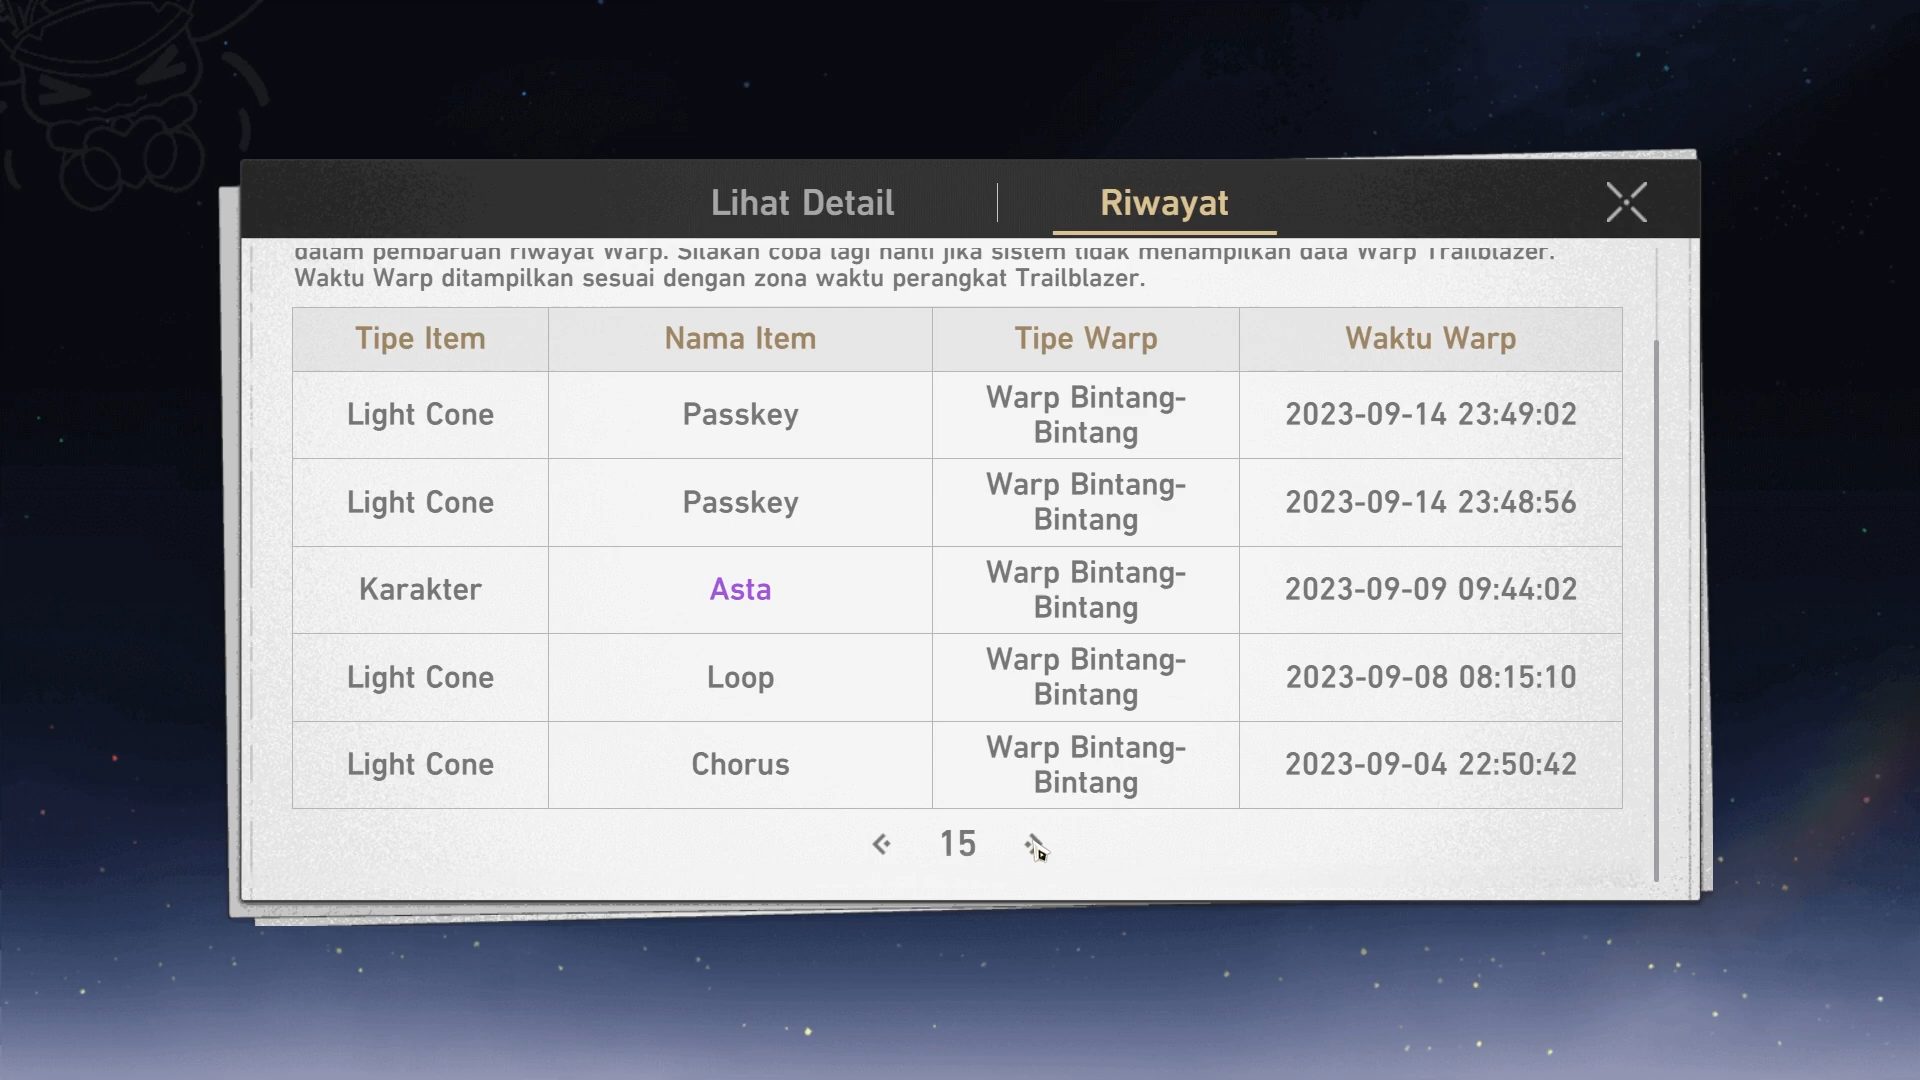 Lihat Detail
Riwayat
dalam pembaruan riwayat Warp. Silakan coba lagi nanti jika sistem tidak menampilkan data Warp Trailblazer.
Waktu Warp ditampilkan sesuai dengan zona waktu perangkat Trailblazer.
Tipe Item Nama Item Tipe Warp Waktu Warp
Light Cone Passkey Warp Bintang-
Bintang 2023-09-14 23:49:02
Light Cone Passkey Warp Bintang-
Bintang 2023-09-14 23:48:56
Karakter Asta Warp Bintang-
Bintang 2023-09-09 09:44:02
Light Cone Loop Warp Bintang-
Bintang 2023-09-08 08:15:10
Light Cone Chorus Warp Bintang-
Bintang 2023-09-04 22:50:42
15